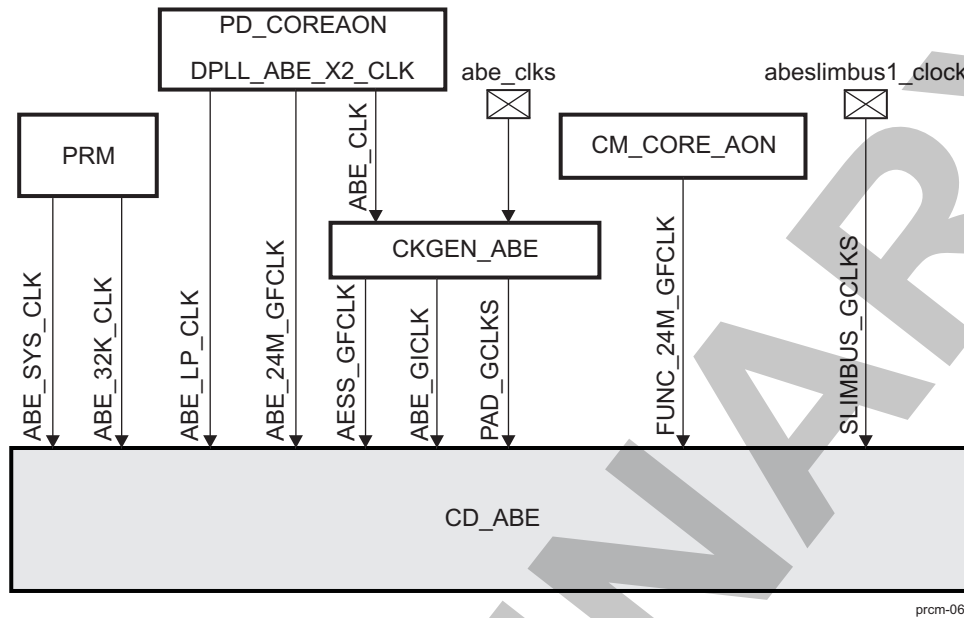 PD_COREAON
DPLL_ABE_X2_CLK
abe_clks
abeslimbus1_clock
PRM
CM_CORE_AON
ABE_CLK
CKGEN_ABE
ABE_SYS_CLK
ABE_32K_CLK
ABE_LP_CLK
ABE_24M_GFCLK
AESS_GFCLK
ABE_GICLK
PAD_GCLKS
FUNC_24M_GFCLK
SLIMBUS_GCLKS
CD_ABE
prcm-06